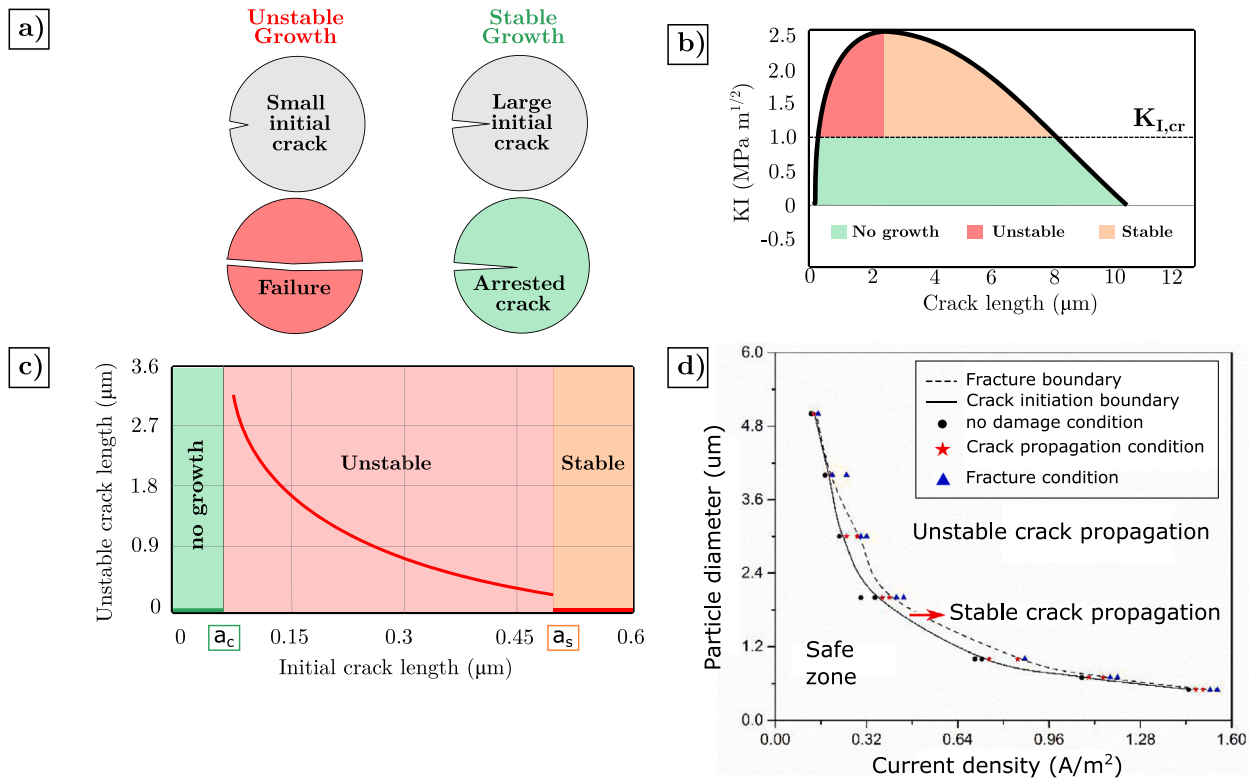 a)
Unstable
Growth
Stable
Growth
Small
initial
crack
Large
initial
crack
Failure
Arrested
crack
b)
KI (MPa m1/2)
2.5
2.0
1.5
1.0
0
-0.5
KI,cr
No growth
Unstable
Stable
0
2
4
6
8
10
12
Crack length (μm)
c)
Unstable crack length (μm)
3.6
2.7
1.8
0.9
0
no growth
Unstable
Stable
0
ac
0.15
0.3
0.45
as
0.6
Initial crack length (μm)
d)
Particle diameter (um)
6.0
4.8
3.6
2.4
1.2
0.0
Fracture boundary
Crack initiation boundary
no damage condition
Crack propagation condition
Fracture condition
Unstable crack propagation
Stable crack propagation
Safe
zone
0.00
0.32
0.64
0.96
1.28
1.60
Current density (A/m2)